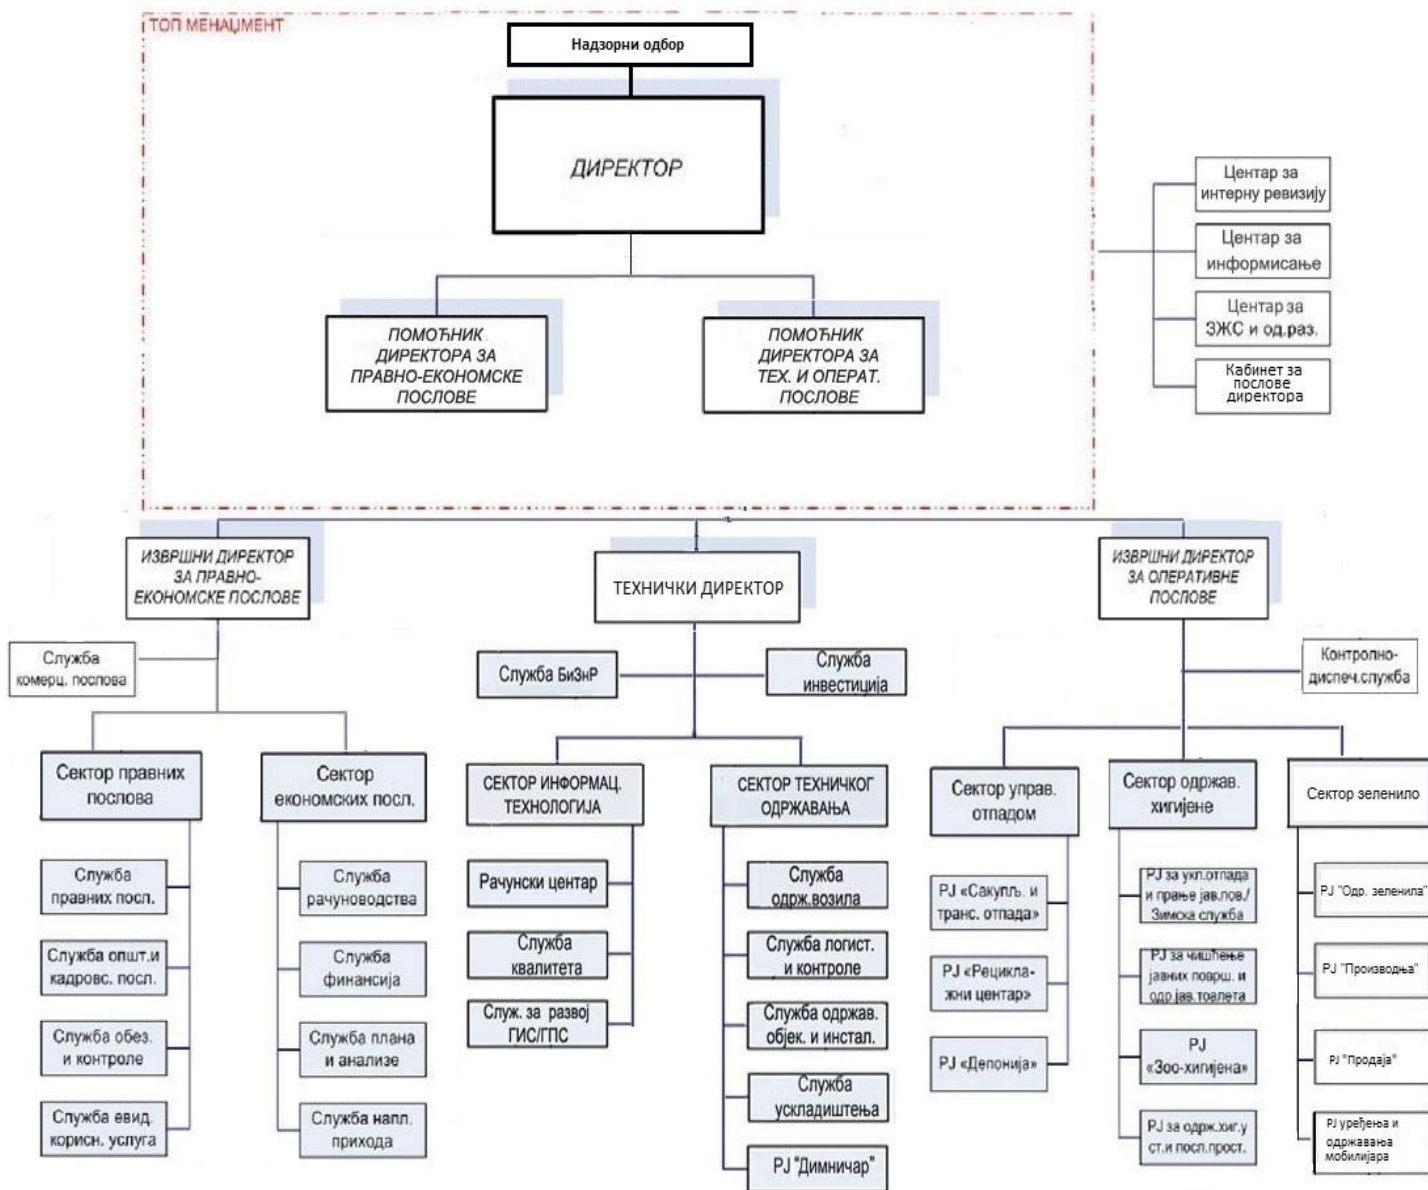 ТОП МЕНАЏМЕНТ
Надзорни одбор
ДИРЕКТОР
ПОМОЋНИК
ДИРЕКТОРА ЗА
ПРАВНО-ЕКОНОМСКЕ
ПОСЛОВЕ
ПОМОЋНИК
ДИРЕКТОРА ЗА
ТЕХ. И ОПЕРАТ.
ПОСЛОВЕ
Центар за
интерну ревизију
Центар за
информисање
Центар за
ЗЖС и од.раз.
Кабинет за
послове
директора
ИЗВРШНИ ДИРЕКТОР
ЗА ПРАВНО-
ЕКОНОМСКЕ ПОСЛОВЕ
ТЕХНИЧКИ ДИРЕКТОР
ИЗВРШНИ ДИРЕКТОР
ЗА ОПЕРАТИВНЕ
ПОСЛОВЕ
Служба
комерц. послова
Служба БиЗнР
Служба
инвестиција
Контролно-
диспеч.служба
Сектор правних
послова
Сектор
економских посл.
СЕКТОР ИНФОРМАЦ.
ТЕХНОЛОГИЈА
СЕКТОР ТЕХНИЧКОГ
ОДРЖАВАЊА
Сектор управ.
отпадом
Сектор одржав.
хигијене
Сектор зеленило
Служба
правних посл.
Служба општ.и
кадровс. посл.
Служба обез.
и контроле
Служба евид.
корисн. услуга
Служба
рачуноводства
Служба
финансија
Служба плана
и анализе
Служба напл.
прихода
Рачунски центар
Служба
квалитета
Служ. за развој
ГИС/ГПС
Служба
одрж.возила
Служба логист.
и контроле
Служба одржав.
објек. и инстал.
Служба
ускладиштења
РЈ "Димничар"
РЈ «Сакупљ. и
транс. отпада»
РЈ «Рецикла-
жни центар»
РЈ «Депонија»
РЈ за укл.отпада
и прање јав.пов./
Зимска служба
РЈ за чишћење
јавних површ. и
одр.јав.тоалета
РЈ
«Зоо-хигијена»
РЈ за одрж.хиг.у
ст.и посл.прост.
РЈ "Одр. зеленила"
РЈ "Производња"
РЈ "Продаја"
РЈ уређења и
одржавања
мобилијара